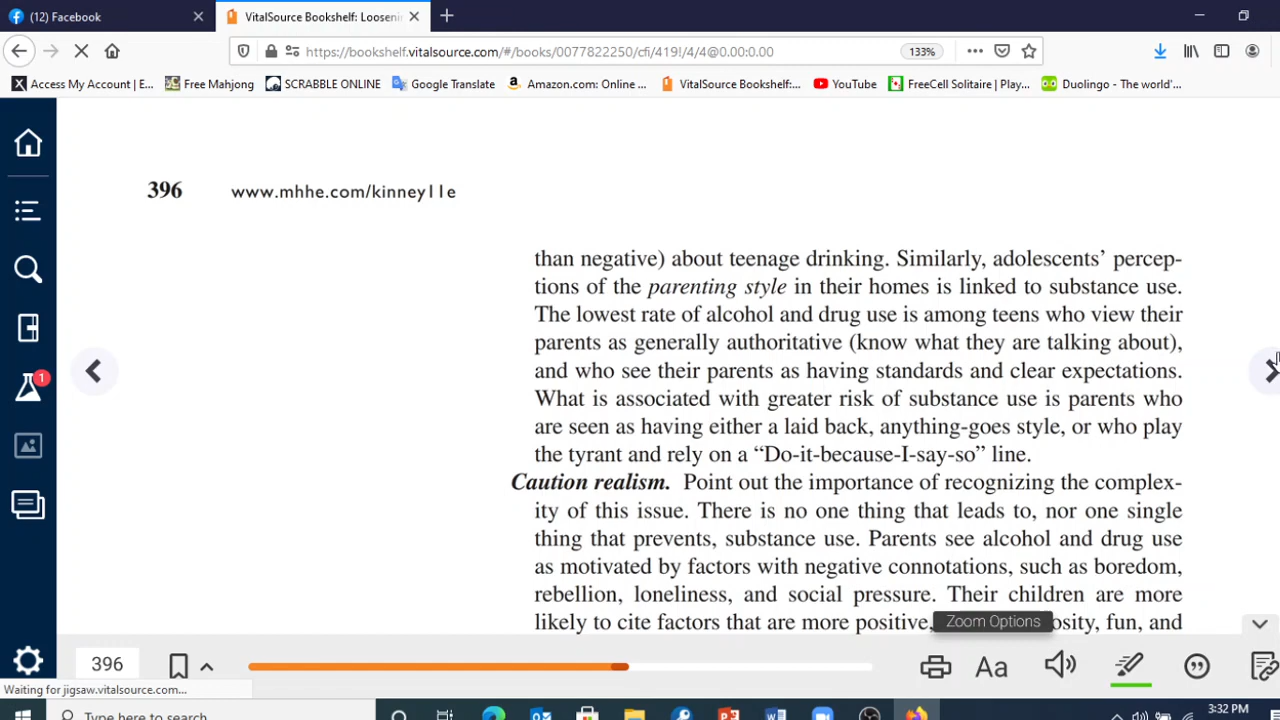 (12) Facebook
VitalSource Bookshelf: Loosenin
https://bookshelf.vitalsource.com/#/books/0077822250/cfi/419!/4/4@0.00:0.00
133%
Access My Account | E...
Free Mahjong
SCRABBLE ONLINE
Google Translate
Amazon.com: Online ...
VitalSource Bookshelf:...
YouTube
FreeCell Solitaire | Play...
Duolingo - The world'...
396 www.mhhe.com/kinney11e
than negative) about teenage drinking. Similarly, adolescents’ percep-
tions of the parenting style in their homes is linked to substance use.
The lowest rate of alcohol and drug use is among teens who view their
parents as generally authoritative (know what they are talking about),
and who see their parents as having standards and clear expectations.
What is associated with greater risk of substance use is parents who
are seen as having either a laid back, anything-goes style, or who play
the tyrant and rely on a “Do-it-because-I-say-so” line.
Caution realism. Point out the importance of recognizing the complex-
ity of this issue. There is no one thing that leads to, nor one single
thing that prevents, substance use. Parents see alcohol and drug use
as motivated by factors with negative connotations, such as boredom,
rebellion, loneliness, and social pressure. Their children are more
likely to cite factors that are more positive, osity, fun, and
Zoom Options
1
396
Aa
Waiting for jigsaw.vitalsource.com...
Type here to search
3:32 PM